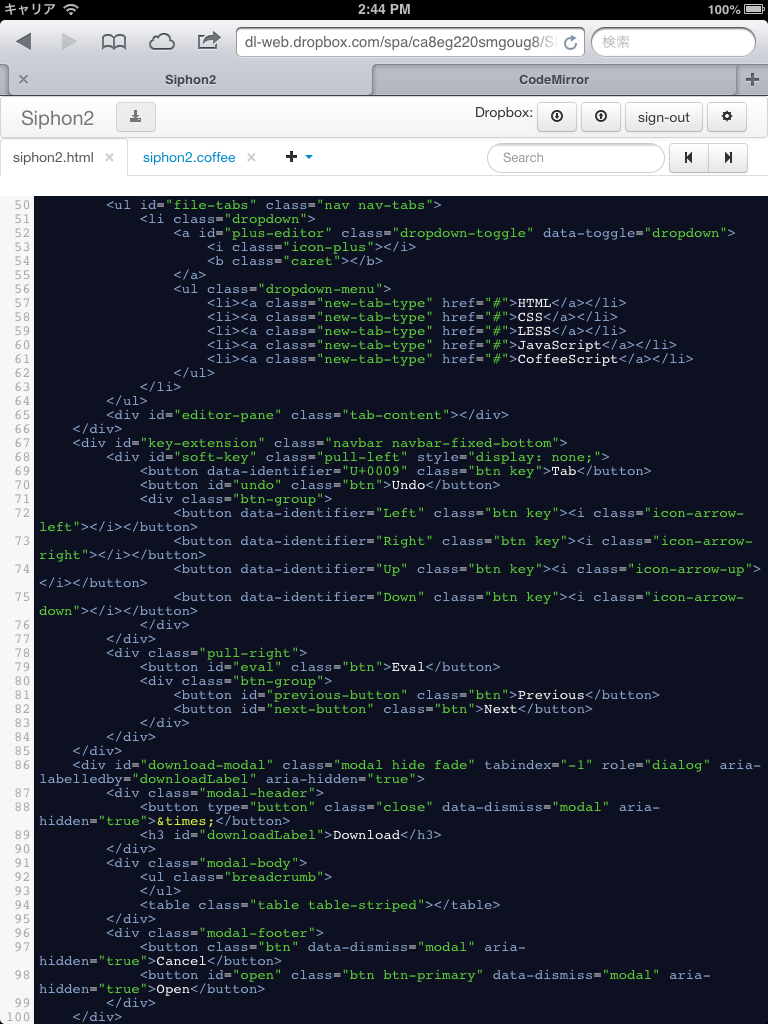 キャリア 2:44 PM 100%
dl-web.dropbox.com/spa/ca8eg220smgoug8/Si 検索
Siphon2 CodeMirror
Siphon2 Dropbox: sign-out
siphon2.html siphon2.coffee Search
50 <ul id="file-tabs" class="nav nav-tabs">
51 <li class="dropdown">
52 <a id="plus-editor" class="dropdown-toggle" data-toggle="dropdown">
53 <i class="icon-plus"></i>
54 <b class="caret"></b>
55 </a>
56 <ul class="dropdown-menu">
57 <li><a class="new-tab-type" href="#">HTML</a></li>
58 <li><a class="new-tab-type" href="#">CSS</a></li>
59 <li><a class="new-tab-type" href="#">LESS</a></li>
60 <li><a class="new-tab-type" href="#">JavaScript</a></li>
61 <li><a class="new-tab-type" href="#">CoffeeScript</a></li>
62 </ul>
63 </li>
64 </ul>
65 <div id="editor-pane" class="tab-content"></div>
66 </div>
67 <div id="key-extension" class="navbar navbar-fixed-bottom">
68 <div id="soft-key" class="pull-left" style="display: none;">
69 <button data-identifier="U+0009" class="btn key">Tab</button>
70 <button id="undo" class="btn">Undo</button>
71 <div class="btn-group">
72 <button data-identifier="Left" class="btn key"><i class="icon-arrow-
left"></i></button>
73 <button data-identifier="Right" class="btn key"><i class="icon-arrow-
right"></i></button>
74 <button data-identifier="Up" class="btn key"><i class="icon-arrow-up">
</i></button>
75 <button data-identifier="Down" class="btn key"><i class="icon-arrow-
down"></i></button>
76 </div>
77 </div>
78 <div class="pull-right">
79 <button id="eval" class="btn">Eval</button>
80 <div class="btn-group">
81 <button id="previous-button" class="btn">Previous</button>
82 <button id="next-button" class="btn">Next</button>
83 </div>
84 </div>
85 </div>
86 <div id="download-modal" class="modal hide fade" tabindex="-1" role="dialog" aria-
labelledby="downloadLabel" aria-hidden="true">
87 <div class="modal-header">
88 <button type="button" class="close" data-dismiss="modal" aria-
hidden="true">&times;</button>
89 <h3 id="downloadLabel">Download</h3>
90 </div>
91 <div class="modal-body">
92 <ul class="breadcrumb">
93 </ul>
94 <table class="table table-striped"></table>
95 </div>
96 <div class="modal-footer">
97 <button class="btn" data-dismiss="modal" aria-
hidden="true">Cancel</button>
98 <button id="open" class="btn btn-primary" data-dismiss="modal" aria-
hidden="true">Open</button>
99 </div>
100 </div>